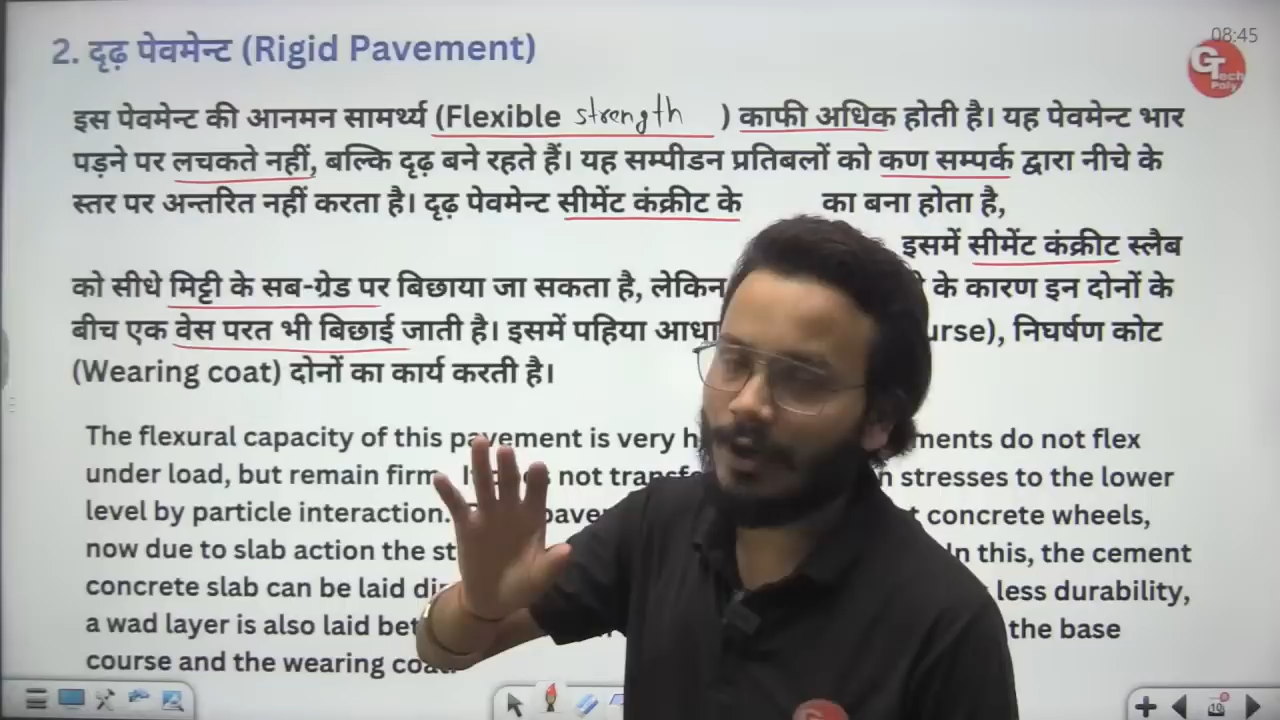 08:45
2. दृढ़ पेवमेन्ट (Rigid Pavement)
GTech Poly
इस पेवमेन्ट की आनमन सामर्थ्य (Flexible strength ) काफी अधिक होती है। यह पेवमेन्ट भार
पड़ने पर लचकते नहीं, बल्कि दृढ़ बने रहते हैं। यह सम्पीडन प्रतिबलों को कण सम्पर्क द्वारा नीचे के
स्तर पर अन्तरित नहीं करता है। दृढ़ पेवमेन्ट सीमेंट कंक्रीट के का बना होता है,
इसमें सीमेंट कंक्रीट स्लैब
को सीधे मिट्टी के सब-ग्रेड पर बिछाया जा सकता है, लेकिन के कारण इन दोनों के
बीच एक वेस परत भी बिछाई जाती है। इसमें पहिया निघर्षण कोट
(Wearing coat) दोनों का कार्य करती है।
The flexural capacity of this pavement is very do not flex
under load, but remain firm not stresses to the lower
level by particle interaction. concrete wheels,
now due to slab action the In this, the cement
concrete slab can be laid less durability,
a wad layer is also laid the base
course and the wearing